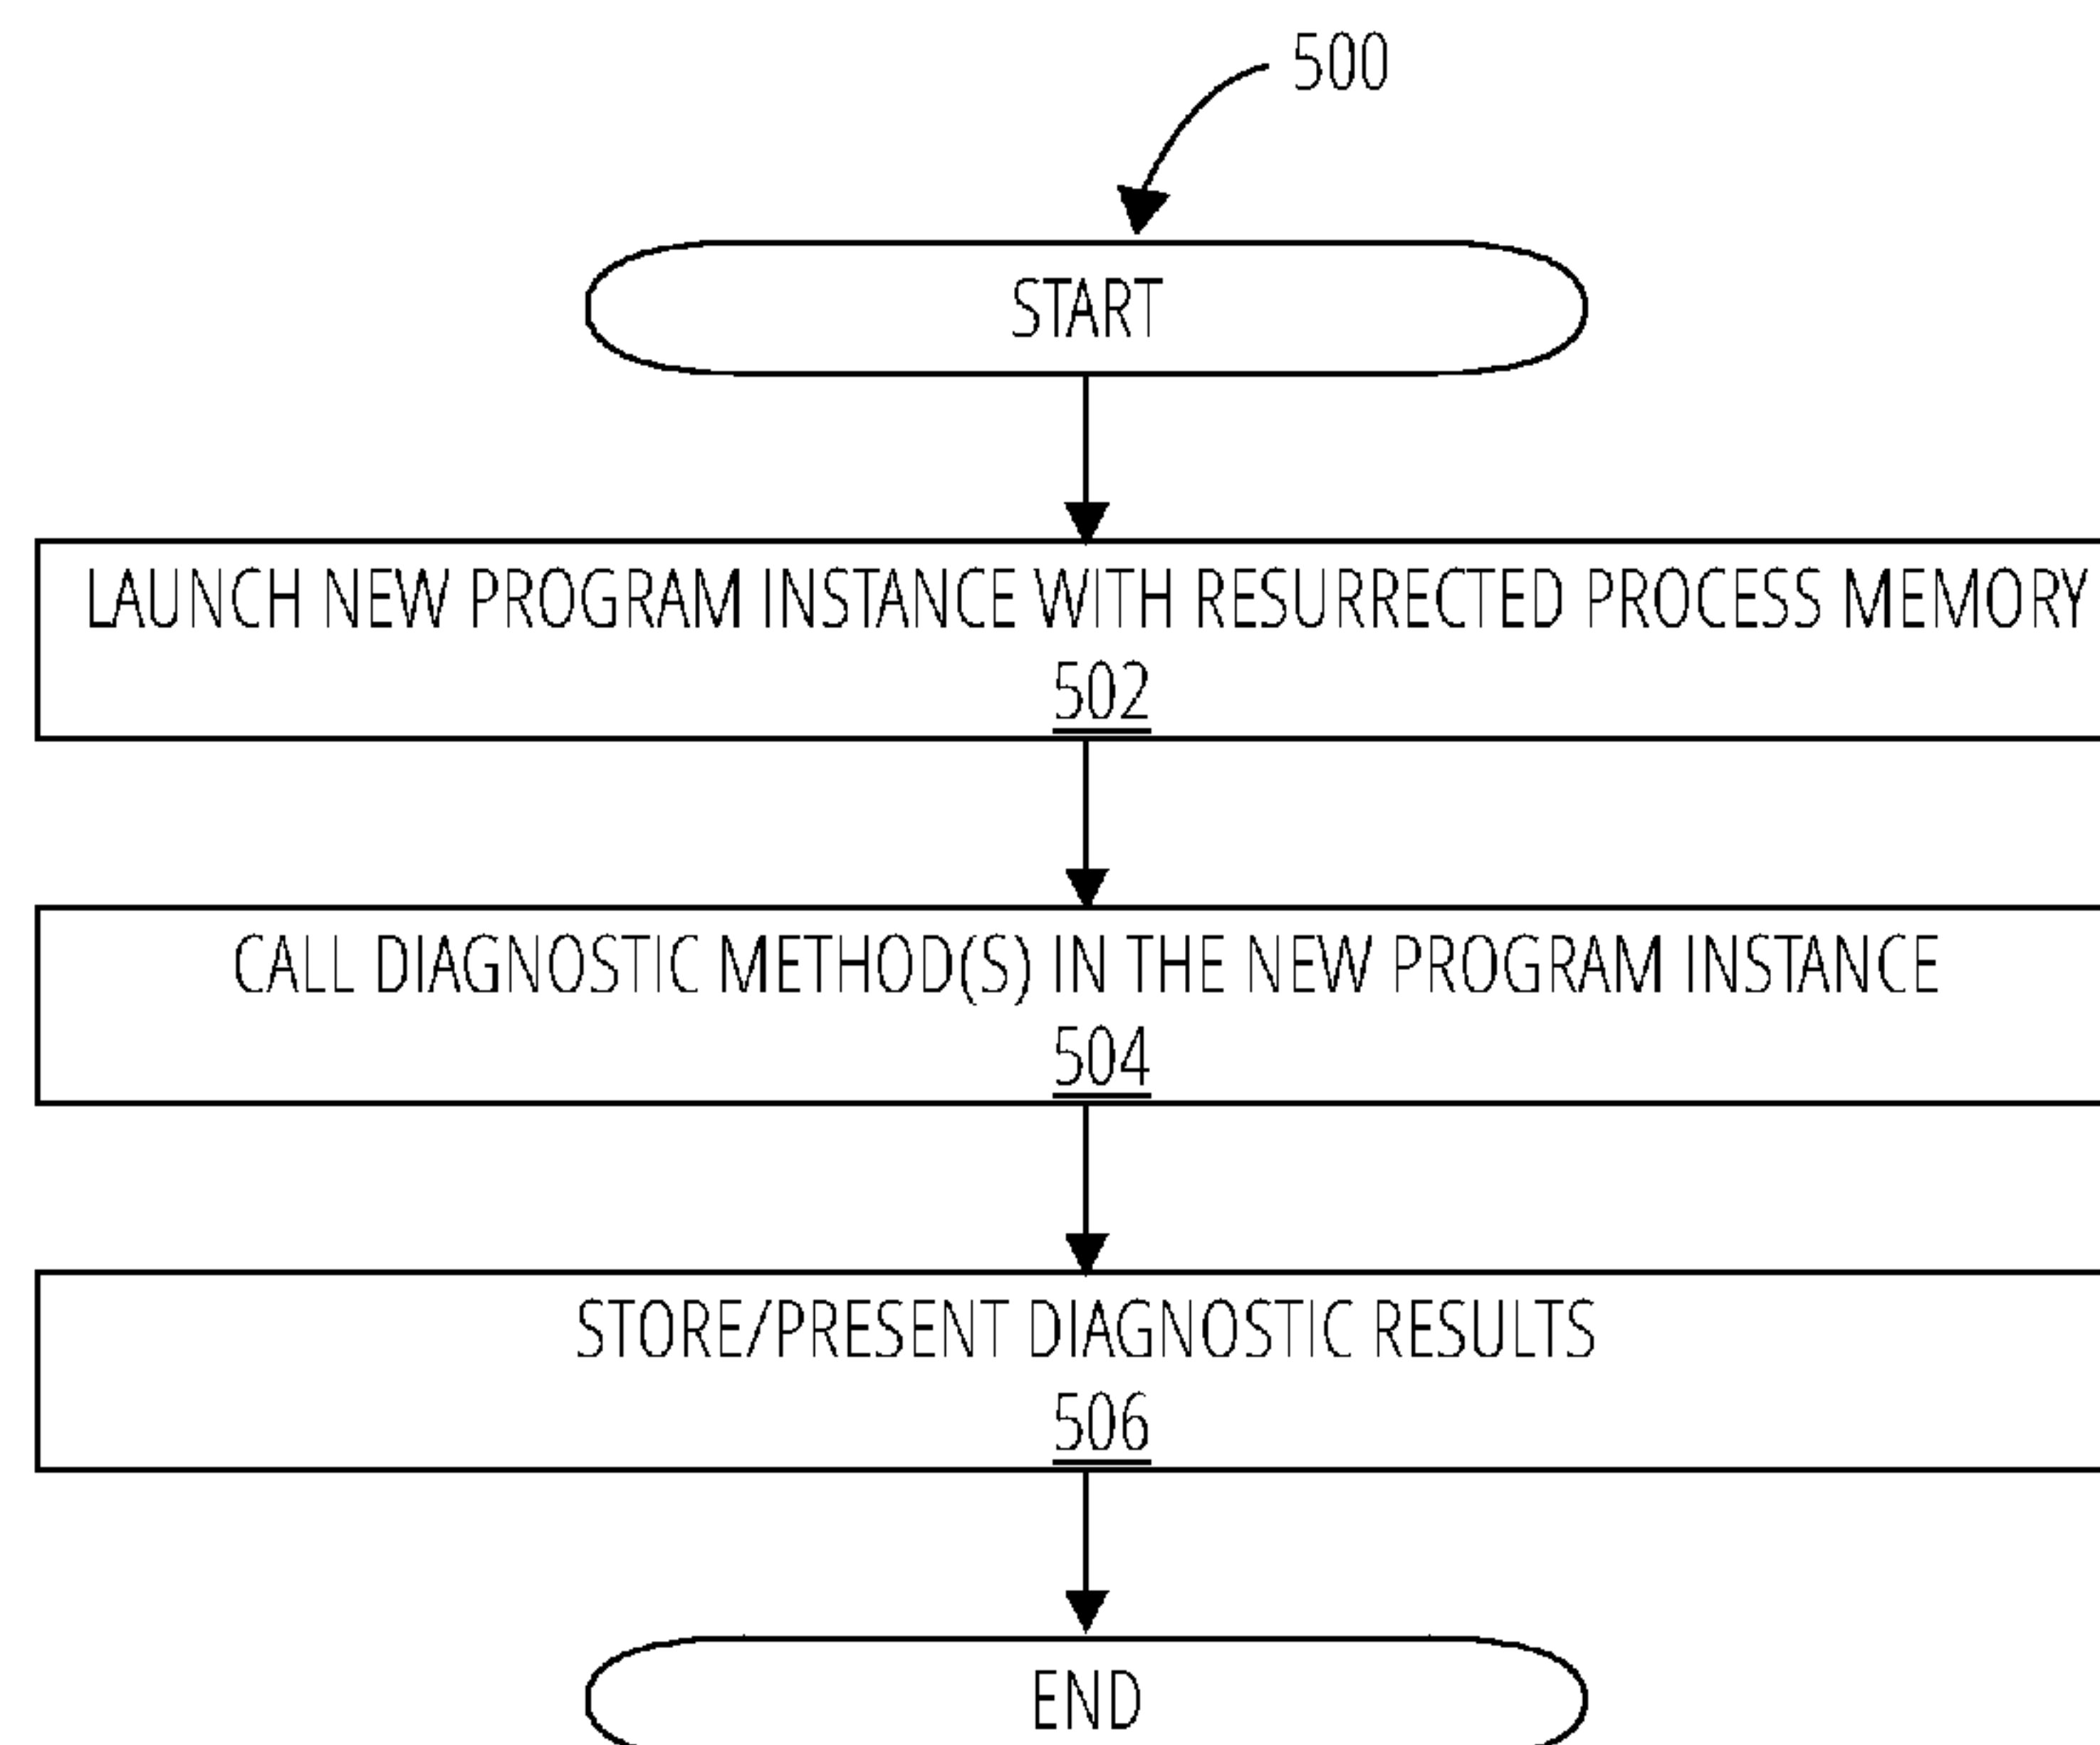 500
START
LAUNCH NEW PROGRAM INSTANCE WITH RESURRECTED PROCESS MEMORY
502
CALL DIAGNOSTIC METHOD(S) IN THE NEW PROGRAM INSTANCE
504
STORE/PRESENT DIAGNOSTIC RESULTS
506
END